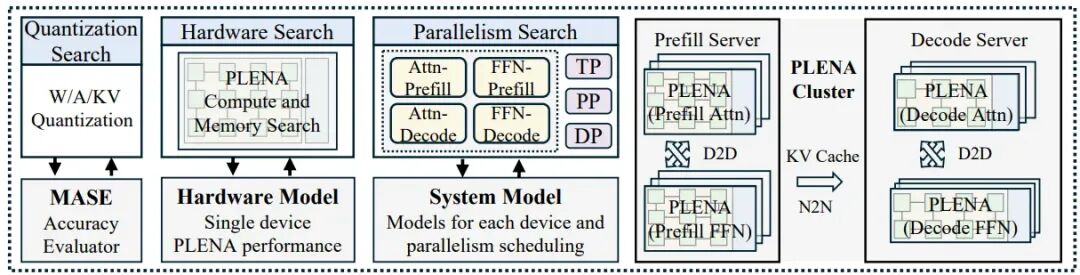 Quantization
Search
W/A/KV
Quantization
MASE
Accuracy
Evaluator
Hardware Search
PLENA
Compute and
Memory Search
Hardware Model
Single device
PLENA performance
Parallelism Search
Attn-
Prefill
FFN-
Prefill
Attn-
Decode
FFN-
Decode
TP
PP
DP
System Model
Models for each device and
parallelism scheduling
Prefill Server
PLENA
(Prefill Attn)
D2D
PLENA
(Prefill FFN)
PLENA
Cluster
KV Cache
N2N
Decode Server
PLENA
(Decode Attn)
D2D
PLENA
(Decode FFN)